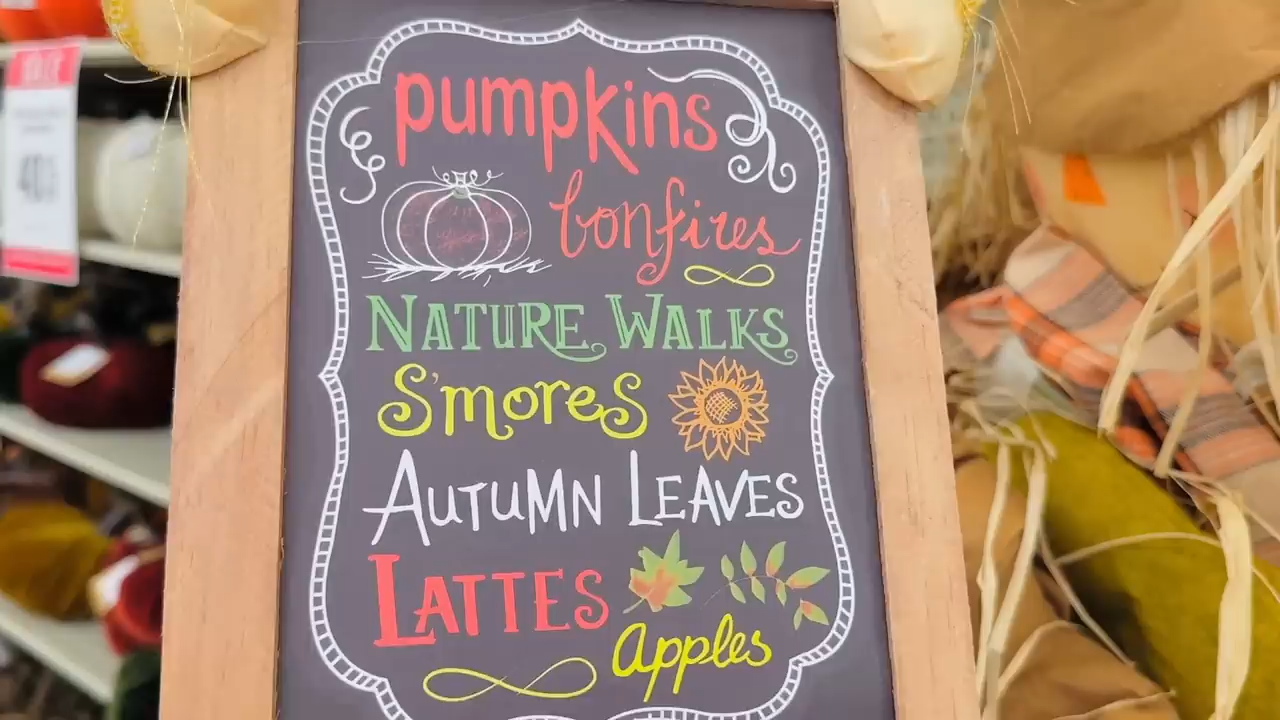 pumpkins
bonfires
NATURE WALKS
S'mores
AUTUMN LEAVES
LATTES
Apples